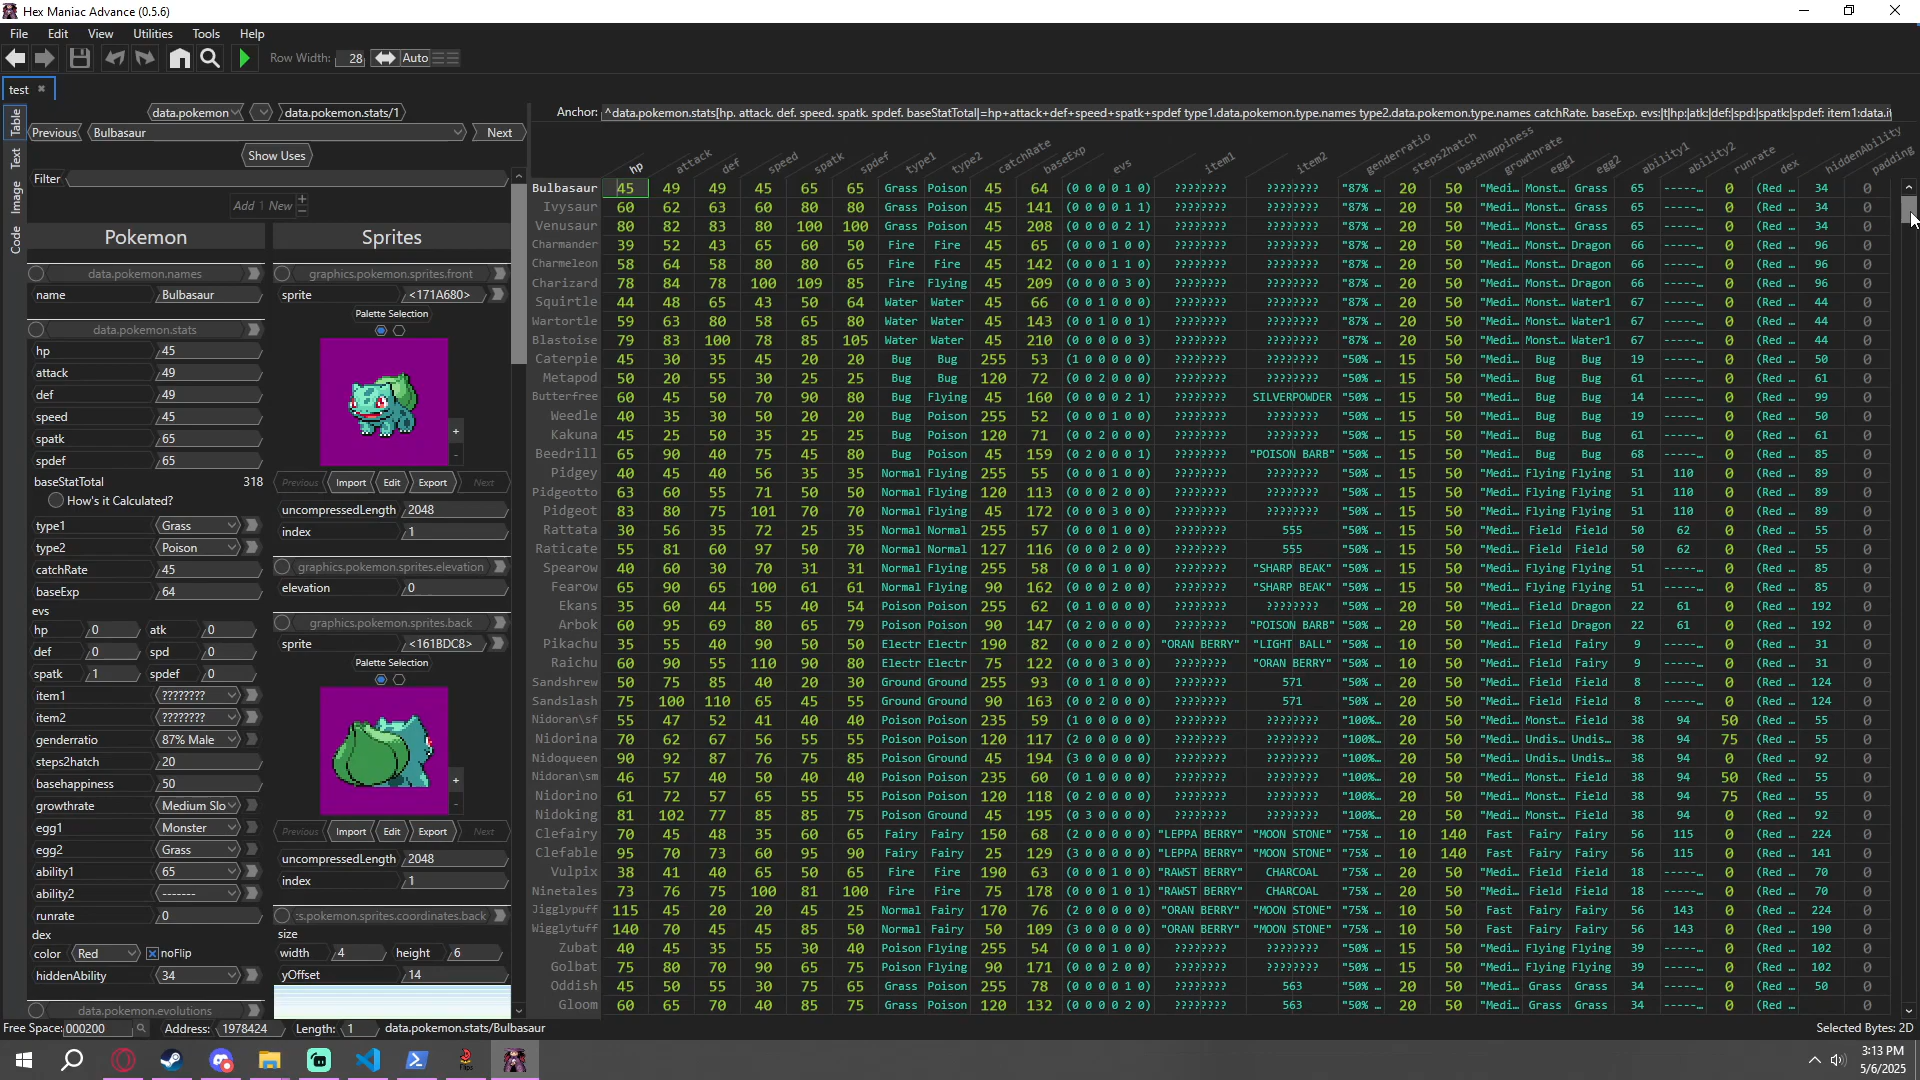 Hex Maniac Advance (0.5.6)
File Edit View Utilities Tools Help
Row Width: 28 Auto
test
Table
Text
Image
Code
data.pokemon data.pokemon.stats/1
Previous Bulbasaur Next
Show Uses
Filter
Add 1 New
Pokemon
data.pokemon.names
name Bulbasaur
data.pokemon.stats
hp 45
attack 49
def 49
speed 45
spatk 65
spdef 65
baseStatTotal 318
How's it Calculated?
type1 Grass
type2 Poison
catchRate 45
baseExp 64
evs
hp 0 atk 0
def 0 spd 0
spatk 1 spdef 0
item1 ????????
item2 ????????
genderratio 87% Male
steps2hatch 20
basehappiness 50
growthrate Medium Slo
egg1 Monster
egg2 Grass
ability1 65
ability2 -------
runrate 0
dex
color Red noFlip
hiddenAbility 34
data.pokemon.evolutions
Sprites
graphics.pokemon.sprites.front
sprite <171A680>
Palette Selection
Previous Import Edit Export Next
uncompressedLength 2048
index 1
graphics.pokemon.sprites.elevation
elevation 0
graphics.pokemon.sprites.back
sprite <161BDC8>
Palette Selection
Previous Import Edit Export Next
uncompressedLength 2048
index 1
:s.pokemon.sprites.coordinates.back
size
width 4 height 6
yOffset 14
Anchor: ^data.pokemon.stats[hp. attack. def. speed. spatk. spdef. baseStatTotal|=hp+attack+def+speed+spatk+spdef type1.data.pokemon.type.names type2.data.pokemon.type.names catchRate. baseExp. evs:|t|hp:|atk:|def:|spd:|spatk:|spdef: item1:data.it
hp attack def speed spatk spdef type1 type2 catchRate baseExp evs item1 item2 genderratio steps2hatch basehappiness growthrate egg1 egg2 ability1 ability2 runrate dex hiddenAbility padding
Bulbasaur 45 49 49 45 65 65 Grass Poison 45 64 (0 0 0 0 1 0) ???????? ???????? "87% … 20 50 "Medi… Monst… Grass 65 -----… 0 (Red … 34 0
Ivysaur 60 62 63 60 80 80 Grass Poison 45 141 (0 0 0 0 1 1) ???????? ???????? "87% … 20 50 "Medi… Monst… Grass 65 -----… 0 (Red … 34 0
Venusaur 80 82 83 80 100 100 Grass Poison 45 208 (0 0 0 0 2 1) ???????? ???????? "87% … 20 50 "Medi… Monst… Grass 65 -----… 0 (Red … 34 0
Charmander 39 52 43 65 60 50 Fire Fire 45 65 (0 0 0 1 0 0) ???????? ???????? "87% … 20 50 "Medi… Monst… Dragon 66 -----… 0 (Red … 96 0
Charmeleon 58 64 58 80 80 65 Fire Fire 45 142 (0 0 0 1 1 0) ???????? ???????? "87% … 20 50 "Medi… Monst… Dragon 66 -----… 0 (Red … 96 0
Charizard 78 84 78 100 109 85 Fire Flying 45 209 (0 0 0 0 3 0) ???????? ???????? "87% … 20 50 "Medi… Monst… Dragon 66 -----… 0 (Red … 96 0
Squirtle 44 48 65 43 50 64 Water Water 45 66 (0 0 1 0 0 0) ???????? ???????? "87% … 20 50 "Medi… Monst… Water1 67 -----… 0 (Red … 44 0
Wartortle 59 63 80 58 65 80 Water Water 45 143 (0 0 1 0 0 1) ???????? ???????? "87% … 20 50 "Medi… Monst… Water1 67 -----… 0 (Red … 44 0
Blastoise 79 83 100 78 85 105 Water Water 45 210 (0 0 0 0 0 3) ???????? ???????? "87% … 20 50 "Medi… Monst… Water1 67 -----… 0 (Red … 44 0
Caterpie 45 30 35 45 20 20 Bug Bug 255 53 (1 0 0 0 0 0) ???????? ???????? "50% … 15 50 "Medi… Bug Bug 19 -----… 0 (Red … 50 0
Metapod 50 20 55 30 25 25 Bug Bug 120 72 (0 0 2 0 0 0) ???????? ???????? "50% … 15 50 "Medi… Bug Bug 61 -----… 0 (Red … 61 0
Butterfree 60 45 50 70 90 80 Bug Flying 45 160 (0 0 0 0 2 1) ???????? SILVERPOWDER "50% … 15 50 "Medi… Bug Bug 14 -----… 0 (Red … 99 0
Weedle 40 35 30 50 20 20 Bug Poison 255 52 (0 0 0 1 0 0) ???????? ???????? "50% … 15 50 "Medi… Bug Bug 19 -----… 0 (Red … 50 0
Kakuna 45 25 50 35 25 25 Bug Poison 120 71 (0 0 2 0 0 0) ???????? ???????? "50% … 15 50 "Medi… Bug Bug 61 -----… 0 (Red … 61 0
Beedrill 65 90 40 75 45 80 Bug Poison 45 159 (0 2 0 0 0 1) ???????? "POISON BARB" "50% … 15 50 "Medi… Bug Bug 68 -----… 0 (Red … 85 0
Pidgey 40 45 40 56 35 35 Normal Flying 255 55 (0 0 0 1 0 0) ???????? ???????? "50% … 15 50 "Medi… Flying Flying 51 110 0 (Red … 89 0
Pidgeotto 63 60 55 71 50 50 Normal Flying 120 113 (0 0 0 2 0 0) ???????? ???????? "50% … 15 50 "Medi… Flying Flying 51 110 0 (Red … 89 0
Pidgeot 83 80 75 101 70 70 Normal Flying 45 172 (0 0 0 3 0 0) ???????? ???????? "50% … 15 50 "Medi… Flying Flying 51 110 0 (Red … 89 0
Rattata 30 56 35 72 25 35 Normal Normal 255 57 (0 0 0 1 0 0) ???????? 555 "50% … 15 50 "Medi… Field Field 50 62 0 (Red … 55 0
Raticate 55 81 60 97 50 70 Normal Normal 127 116 (0 0 0 2 0 0) ???????? 555 "50% … 15 50 "Medi… Field Field 50 62 0 (Red … 55 0
Spearow 40 60 30 70 31 31 Normal Flying 255 58 (0 0 0 1 0 0) ???????? "SHARP BEAK" "50% … 15 50 "Medi… Flying Flying 51 -----… 0 (Red … 85 0
Fearow 65 90 65 100 61 61 Normal Flying 90 162 (0 0 0 2 0 0) ???????? "SHARP BEAK" "50% … 15 50 "Medi… Flying Flying 51 -----… 0 (Red … 85 0
Ekans 35 60 44 55 40 54 Poison Poison 255 62 (0 1 0 0 0 0) ???????? ???????? "50% … 20 50 "Medi… Field Dragon 22 61 0 (Red … 192 0
Arbok 60 95 69 80 65 79 Poison Poison 90 147 (0 2 0 0 0 0) ???????? "POISON BARB" "50% … 20 50 "Medi… Field Dragon 22 61 0 (Red … 192 0
Pikachu 35 55 40 90 50 50 Electr Electr 190 82 (0 0 0 2 0 0) "ORAN BERRY" "LIGHT BALL" "50% … 10 50 "Medi… Field Fairy 9 -----… 0 (Red … 31 0
Raichu 60 90 55 110 90 80 Electr Electr 75 122 (0 0 0 3 0 0) ???????? "ORAN BERRY" "50% … 10 50 "Medi… Field Fairy 9 -----… 0 (Red … 31 0
Sandshrew 50 75 85 40 20 30 Ground Ground 255 93 (0 0 1 0 0 0) ???????? 571 "50% … 20 50 "Medi… Field Field 8 -----… 0 (Red … 124 0
Sandslash 75 100 110 65 45 55 Ground Ground 90 163 (0 0 2 0 0 0) ???????? 571 "50% … 20 50 "Medi… Field Field 8 -----… 0 (Red … 124 0
Nidoran\sf 55 47 52 41 40 40 Poison Poison 235 59 (1 0 0 0 0 0) ???????? ???????? "100%… 20 50 "Medi… Monst… Field 38 94 50 (Red … 55 0
Nidorina 70 62 67 56 55 55 Poison Poison 120 117 (2 0 0 0 0 0) ???????? ???????? "100%… 20 50 "Medi… Undis… Undis… 38 94 75 (Red … 55 0
Nidoqueen 90 92 87 76 75 85 Poison Ground 45 194 (3 0 0 0 0 0) ???????? ???????? "100%… 20 50 "Medi… Undis… Undis… 38 94 0 (Red … 92 0
Nidoran\sm 46 57 40 50 40 40 Poison Poison 235 60 (0 1 0 0 0 0) ???????? ???????? "100%… 20 50 "Medi… Monst… Field 38 94 50 (Red … 55 0
Nidorino 61 72 57 65 55 55 Poison Poison 120 118 (0 2 0 0 0 0) ???????? ???????? "100%… 20 50 "Medi… Monst… Field 38 94 75 (Red … 55 0
Nidoking 81 102 77 85 85 75 Poison Ground 45 195 (0 3 0 0 0 0) ???????? ???????? "100%… 20 50 "Medi… Monst… Field 38 94 0 (Red … 92 0
Clefairy 70 45 48 35 60 65 Fairy Fairy 150 68 (2 0 0 0 0 0) "LEPPA BERRY" "MOON STONE" "75% … 10 140 Fast Fairy Fairy 56 115 0 (Red … 224 0
Clefable 95 70 73 60 95 90 Fairy Fairy 25 129 (3 0 0 0 0 0) "LEPPA BERRY" "MOON STONE" "75% … 10 140 Fast Fairy Fairy 56 115 0 (Red … 141 0
Vulpix 38 41 40 65 50 65 Fire Fire 190 63 (0 0 0 1 0 0) "RAWST BERRY" CHARCOAL "75% … 20 50 "Medi… Field Field 18 -----… 0 (Red … 70 0
Ninetales 73 76 75 100 81 100 Fire Fire 75 178 (0 0 0 1 0 1) "RAWST BERRY" CHARCOAL "75% … 20 50 "Medi… Field Field 18 -----… 0 (Red … 70 0
Jigglypuff 115 45 20 20 45 25 Normal Fairy 170 76 (2 0 0 0 0 0) "ORAN BERRY" "MOON STONE" "75% … 10 50 Fast Fairy Fairy 56 143 0 (Red … 224 0
Wigglytuff 140 70 45 45 85 50 Normal Fairy 50 109 (3 0 0 0 0 0) "ORAN BERRY" "MOON STONE" "75% … 10 50 Fast Fairy Fairy 56 143 0 (Red … 190 0
Zubat 40 45 35 55 30 40 Poison Flying 255 54 (0 0 0 1 0 0) ???????? ???????? "50% … 15 50 "Medi… Flying Flying 39 -----… 0 (Red … 102 0
Golbat 75 80 70 90 65 75 Poison Flying 90 171 (0 0 0 2 0 0) ???????? ???????? "50% … 15 50 "Medi… Flying Flying 39 -----… 0 (Red … 102 0
Oddish 45 50 55 30 75 65 Grass Poison 255 78 (0 0 0 0 1 0) ???????? 563 "50% … 20 50 "Medi… Grass Grass 34 -----… 0 (Red … 50 0
Gloom 60 65 70 40 85 75 Grass Poison 120 132 (0 0 0 0 2 0) ???????? 563 "50% … 20 50 "Medi… Grass Grass 34 -----… 0 (Red … 0
Free Space: 000200 Address: 1978424 Length: 1 data.pokemon.stats/Bulbasaur Selected Bytes: 2D
Flips
3:13 PM
5/6/2025